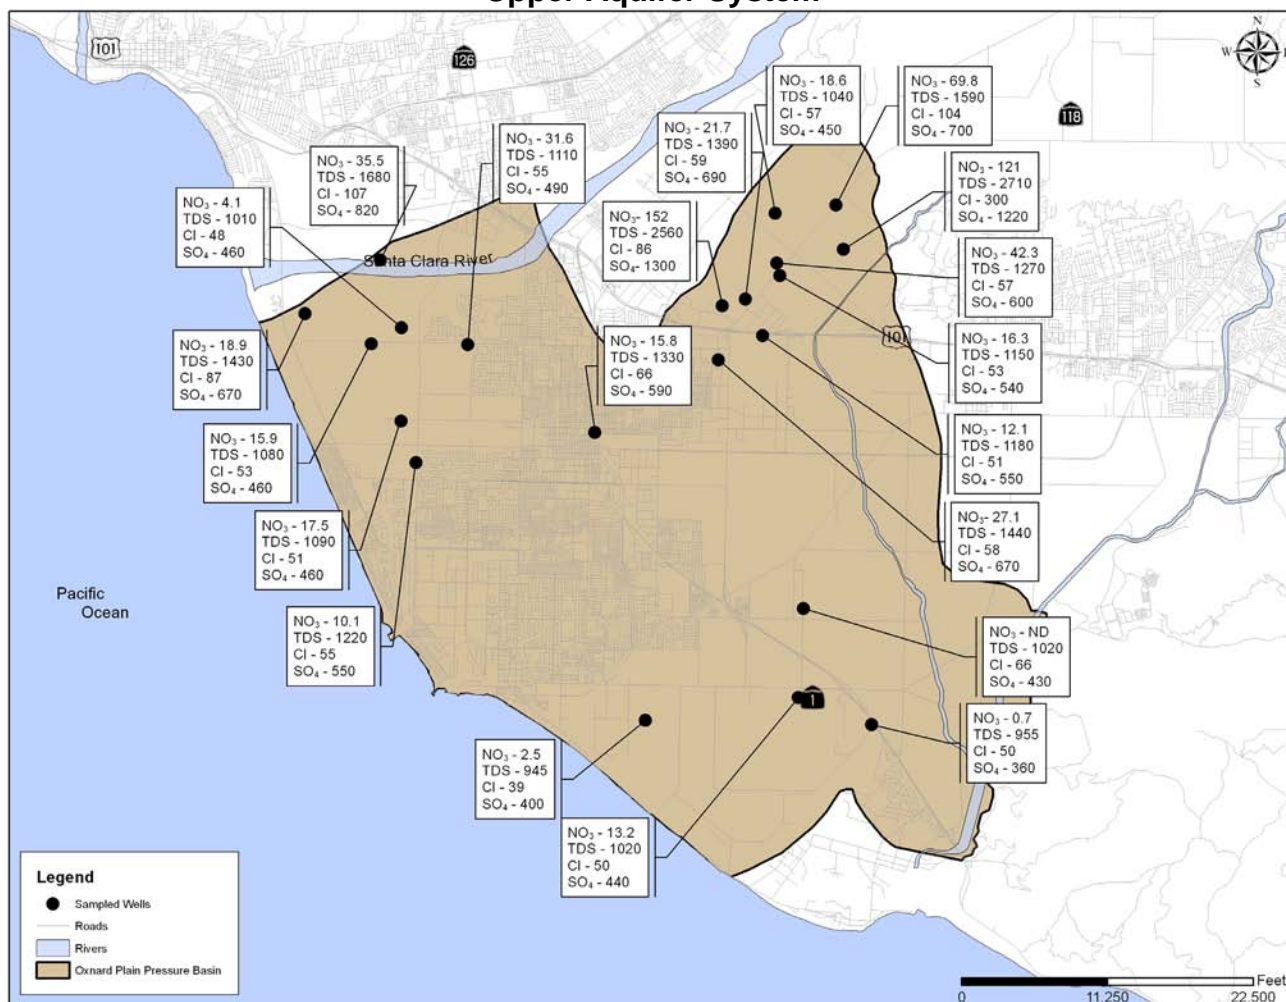 Upper Aquifer System
101
126
118
N
W
S
NO₃ - 18.6
TDS - 1040
Cl - 57
SO₄ - 450
NO₃ - 69.8
TDS - 1590
Cl - 104
SO₄ - 700
NO₃ - 21.7
TDS - 1390
Cl - 59
SO₄ - 690
NO₃ - 31.6
TDS - 1110
Cl - 55
SO₄ - 490
NO₃ - 35.5
TDS - 1680
Cl - 107
SO₄ - 820
NO₃ - 121
TDS - 2710
Cl - 300
SO₄ - 1220
NO₃ - 4.1
TDS - 1010
Cl - 48
SO₄ - 460
NO₃- 152
TDS - 2560
Cl - 86
SO₄- 1300
Santa Clara River
NO₃ - 42.3
TDS - 1270
Cl - 57
SO₄ - 600
NO₃ - 18.9
TDS - 1430
Cl - 87
SO₄ - 670
NO₃ - 15.8
TDS - 1330
Cl - 66
SO₄ - 590
101
NO₃ - 16.3
TDS - 1150
Cl - 53
SO₄ - 540
NO₃ - 15.9
TDS - 1080
Cl - 53
SO₄ - 460
NO₃ - 12.1
TDS - 1180
Cl - 51
SO₄ - 550
NO₃ - 17.5
TDS - 1090
Cl - 51
SO₄ - 460
NO₃- 27.1
TDS - 1440
Cl - 58
SO₄ - 670
Pacific
Ocean
NO₃ - 10.1
TDS - 1220
Cl - 55
SO₄ - 550
NO₃ - ND
TDS - 1020
Cl - 66
SO₄ - 430
1
NO₃ - 0.7
TDS - 955
Cl - 50
SO₄ - 360
NO₃ - 2.5
TDS - 945
Cl - 39
SO₄ - 400
NO₃ - 13.2
TDS - 1020
Cl - 50
SO₄ - 440
Legend
Sampled Wells
Roads
Rivers
Oxnard Plain Pressure Basin
Feet
0 11,250 22,500